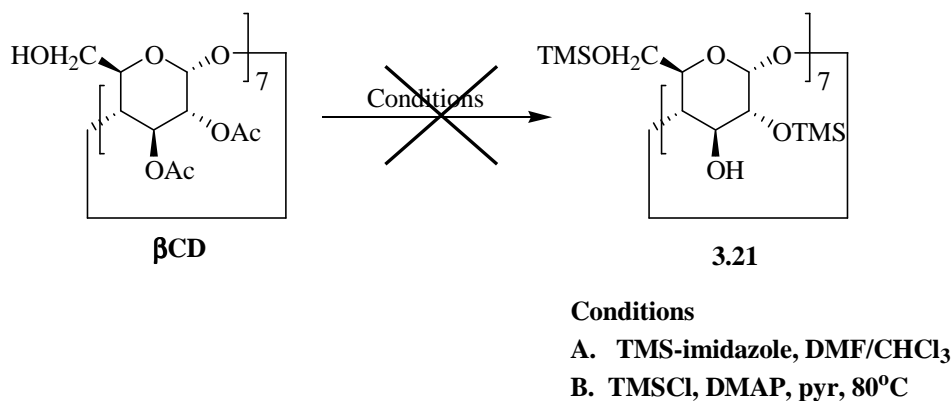 HOH₂C O O 7
OAc
OAc
βCD
Conditions
TMSOH₂C O O 7
OTMS
OH
3.21
Conditions
A. TMS-imidazole, DMF/CHCl₃
B. TMSCl, DMAP, pyr, 80°C